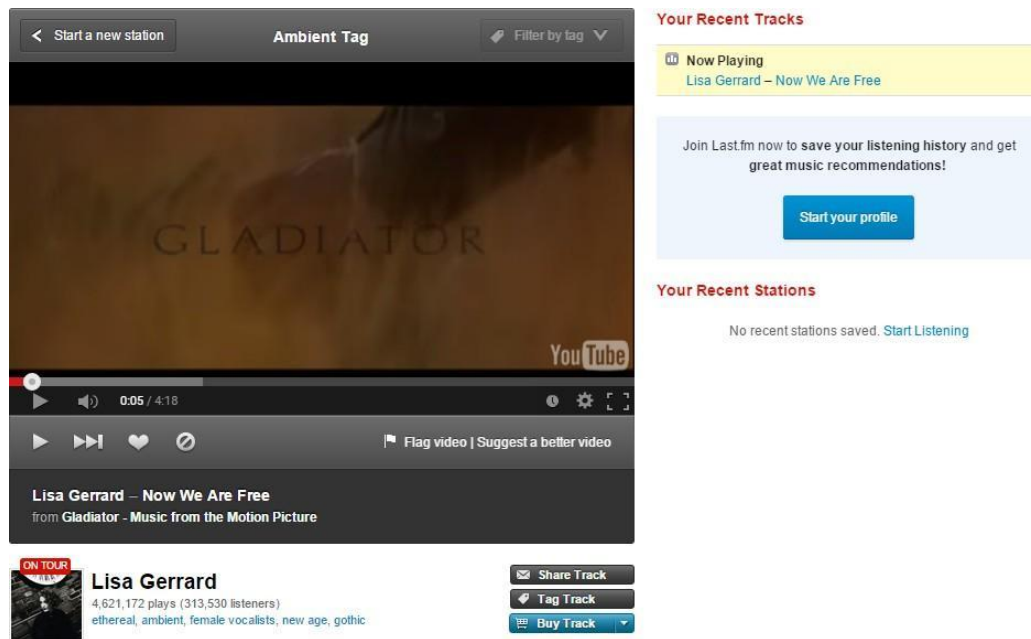 Start a new station
Ambient Tag
Filter by tag
GLADIATOR
YouTube
0:05 / 4:18
Flag video | Suggest a better video
Lisa Gerrard – Now We Are Free
from Gladiator - Music from the Motion Picture
ON TOUR
Lisa Gerrard
4,621,172 plays (313,530 listeners)
ethereal, ambient, female vocalists, new age, gothic
Share Track
Tag Track
Buy Track
Your Recent Tracks
Now Playing
Lisa Gerrard – Now We Are Free
Join Last.fm now to save your listening history and get
great music recommendations!
Start your profile
Your Recent Stations
No recent stations saved. Start Listening